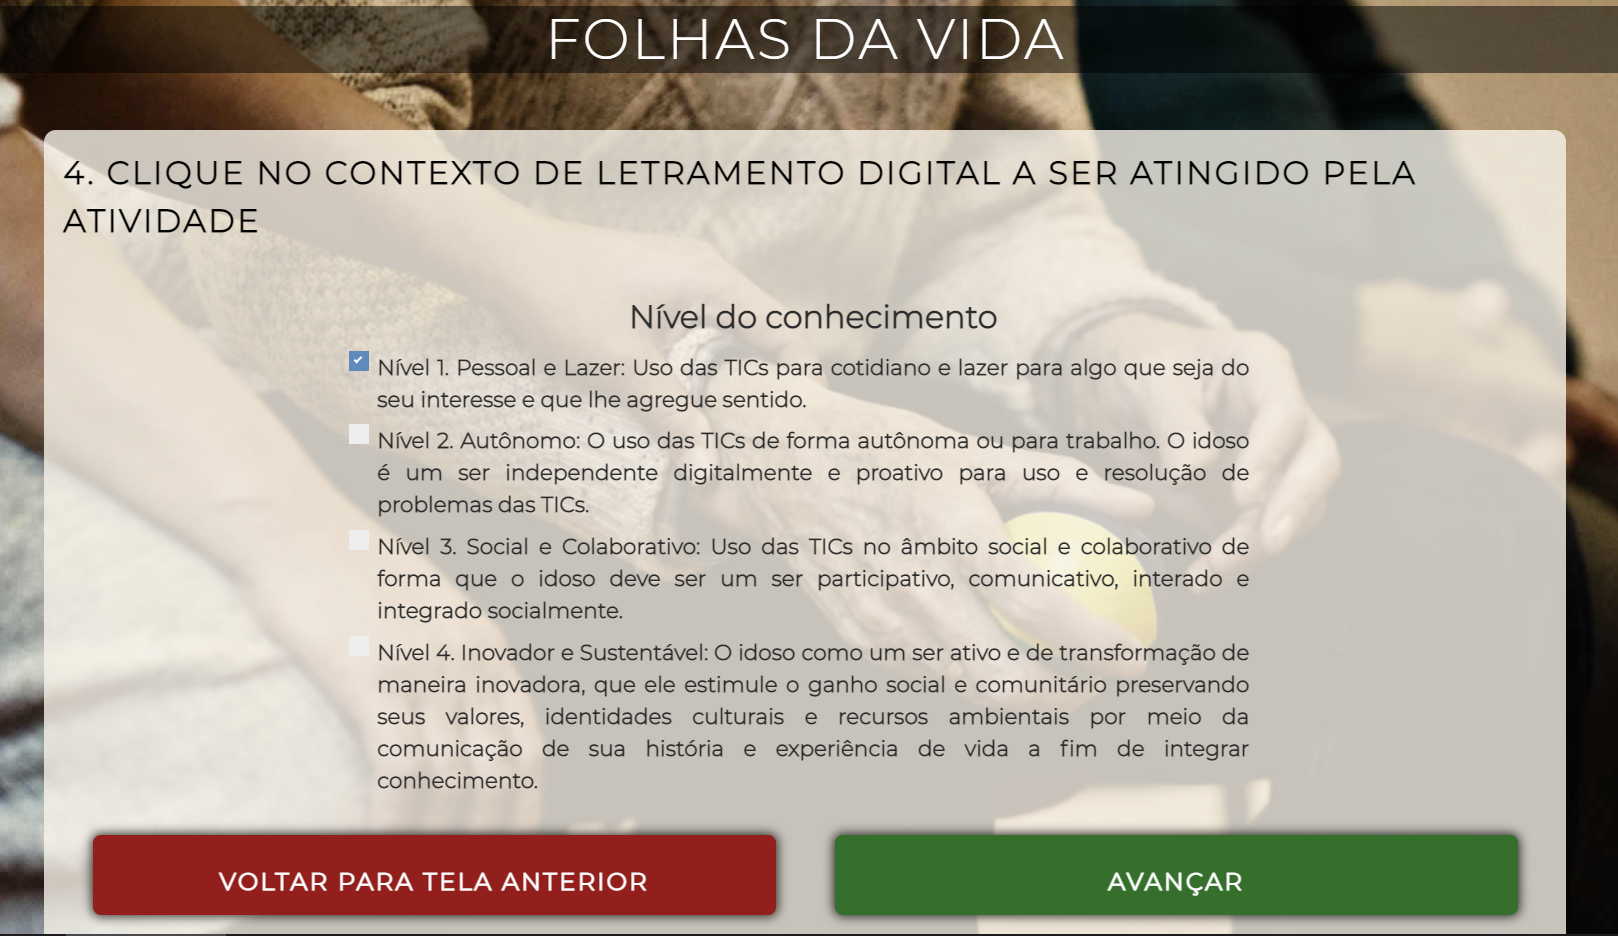 FOLHAS DA VIDA
4. CLIQUE NO CONTEXTO DE LETRAMENTO DIGITAL A SER ATINGIDO PELA
ATIVIDADE
Nível do conhecimento
Nível 1. Pessoal e Lazer: Uso das TICs para cotidiano e lazer para algo que seja do
seu interesse e que lhe agregue sentido.
Nível 2. Autônomo: O uso das TICs de forma autônoma ou para trabalho. O idoso
é um ser independente digitalmente e proativo para uso e resolução de
problemas das TICs.
Nível 3. Social e Colaborativo: Uso das TICs no âmbito social e colaborativo de
forma que o idoso deve ser um ser participativo, comunicativo, interado e
integrado socialmente.
Nível 4. Inovador e Sustentável: O idoso como um ser ativo e de transformação de
maneira inovadora, que ele estimule o ganho social e comunitário preservando
seus valores, identidades culturais e recursos ambientais por meio da
comunicação de sua história e experiência de vida a fim de integrar
conhecimento.
VOLTAR PARA TELA ANTERIOR
AVANÇAR